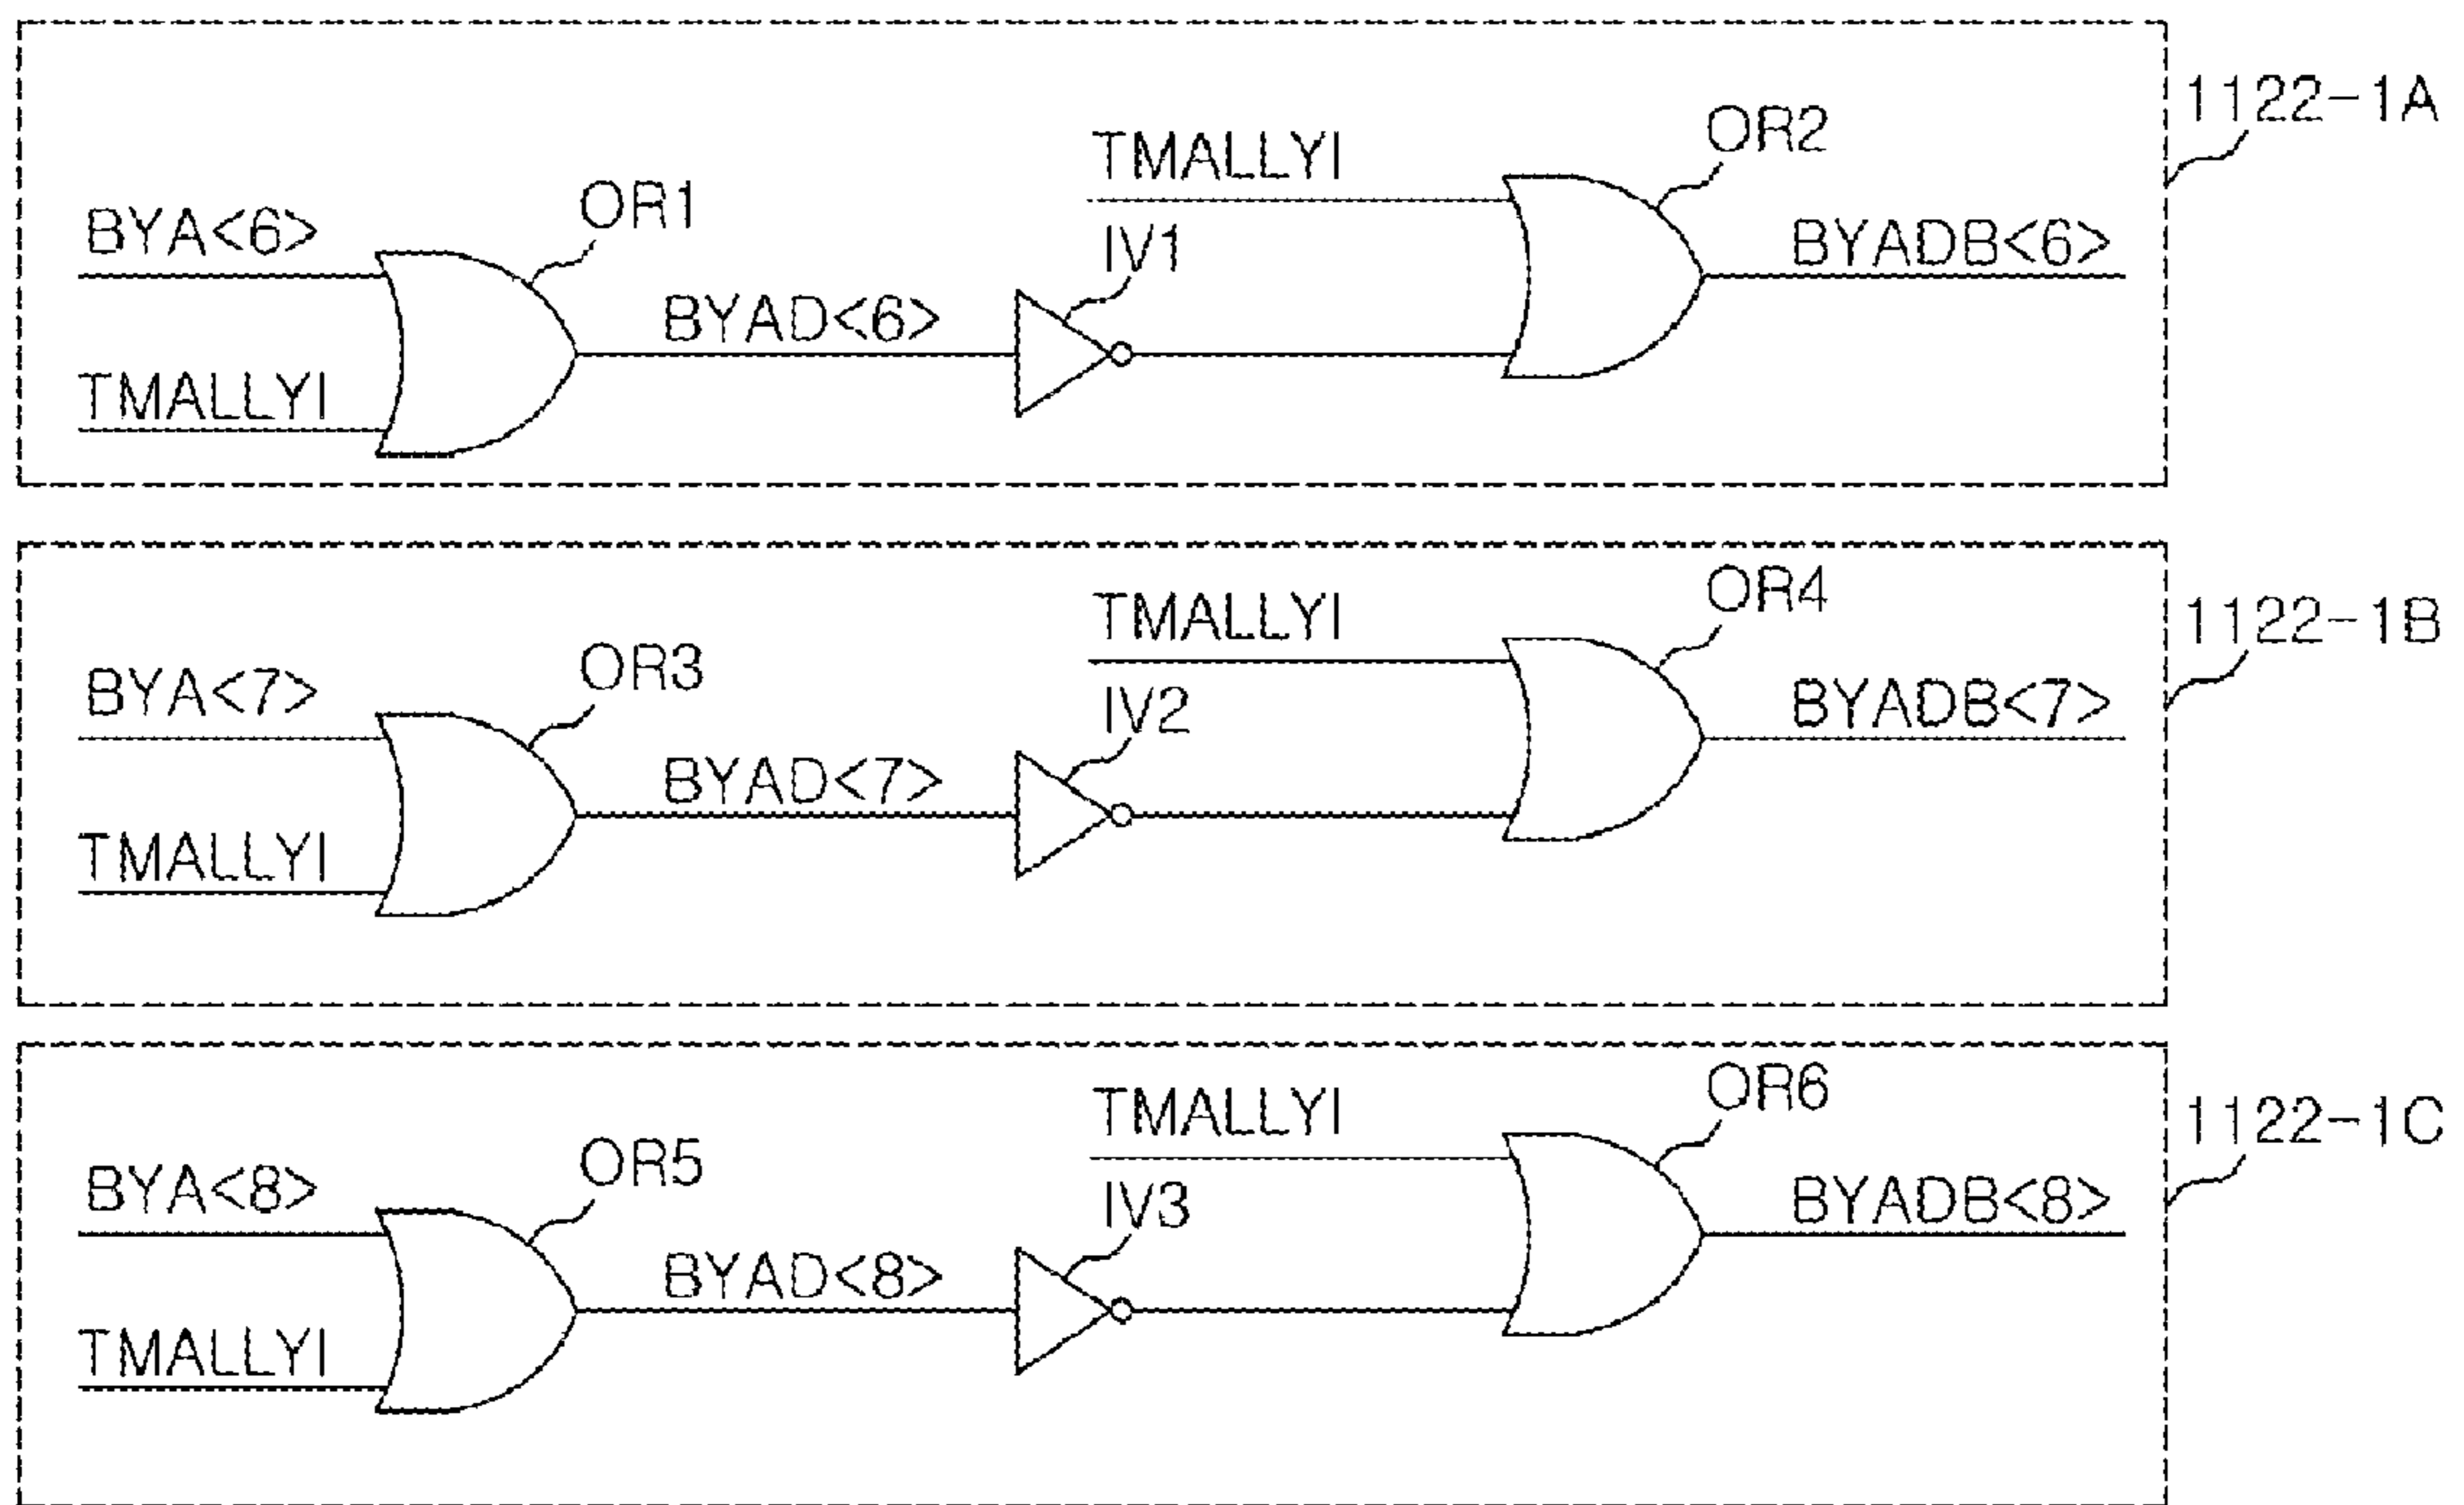 1122-1A
TMALLYI
OR2
OR1
BYA<6>
IV1
BYADB<6>
BYAD<6>
TMALLYI
1122-1B
TMALLYI
OR4
OR3
BYA<7>
IV2
BYADB<7>
BYAD<7>
TMALLYI
1122-1C
TMALLYI
OR6
OR5
BYA<8>
IV3
BYADB<8>
BYAD<8>
TMALLYI